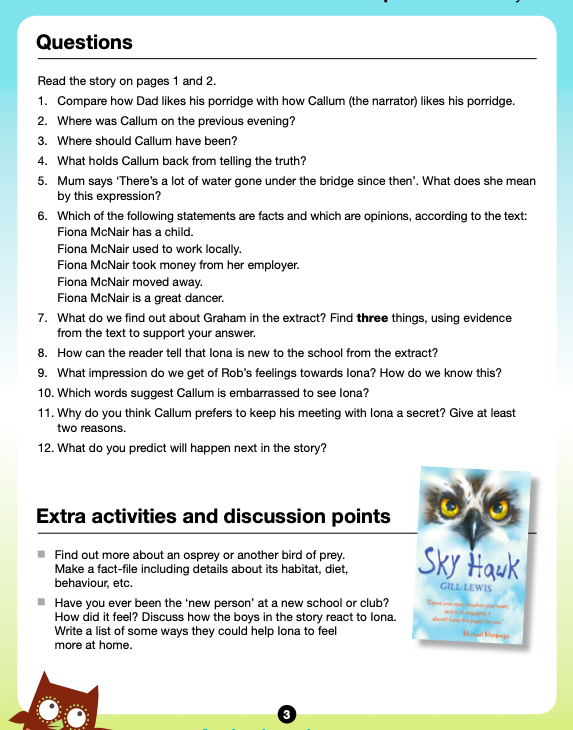 Questions
Read the story on pages 1 and 2.
1. Compare how Dad likes his porridge with how Callum (the narrator) likes his porridge.
2. Where was Callum on the previous evening?
3. Where should Callum have been?
4. What holds Callum back from telling the truth?
5. Mum says ‘There’s a lot of water gone under the bridge since then’. What does she mean
by this expression?
6. Which of the following statements are facts and which are opinions, according to the text:
Fiona McNair has a child.
Fiona McNair used to work locally.
Fiona McNair took money from her employer.
Fiona McNair moved away.
Fiona McNair is a great dancer.
7. What do we find out about Graham in the extract? Find three things, using evidence
from the text to support your answer.
8. How can the reader tell that Iona is new to the school from the extract?
9. What impression do we get of Rob’s feelings towards Iona? How do we know this?
10. Which words suggest Callum is embarrassed to see Iona?
11. Why do you think Callum prefers to keep his meeting with Iona a secret? Give at least
two reasons.
12. What do you predict will happen next in the story?
Extra activities and discussion points
Find out more about an osprey or another bird of prey.
Make a fact-file including details about its habitat, diet,
behaviour, etc.
Have you ever been the ‘new person’ at a new school or club?
How did it feel? Discuss how the boys in the story react to Iona.
Write a list of some ways they could help Iona to feel
more at home.
Sky Hawk
GILL LEWIS
Michael Morpurgo
3